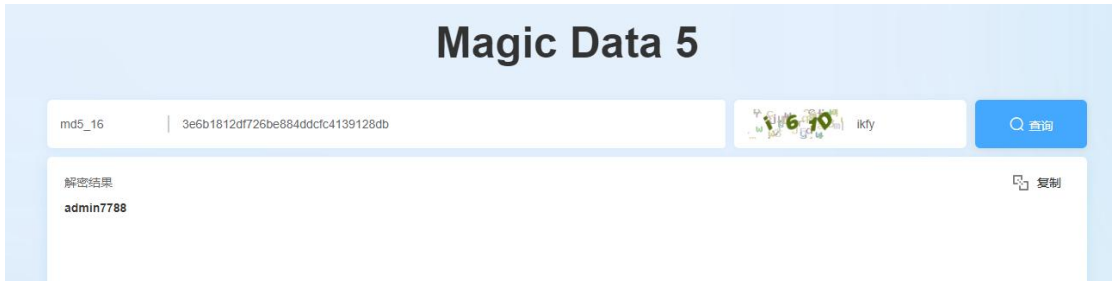 Magic Data 5
md5_16 3e6b1812df726be884ddcfc4139128db ikfy 查询
解密结果 复制
admin7788